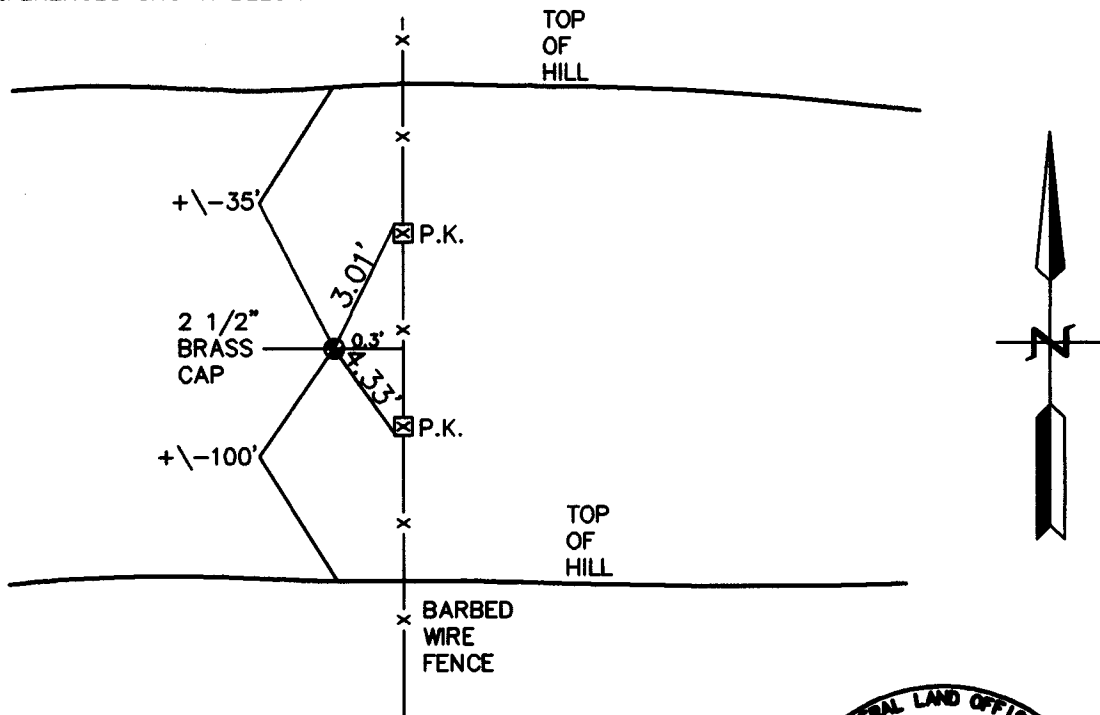 TOP
OF
HILL
+\-35'
P.K.
3.01'
2 1/2"
BRASS
CAP
0.3'
4.33'
P.K.
+\-100'
TOP
OF
HILL
BARBED
WIRE
FENCE
N
LAND